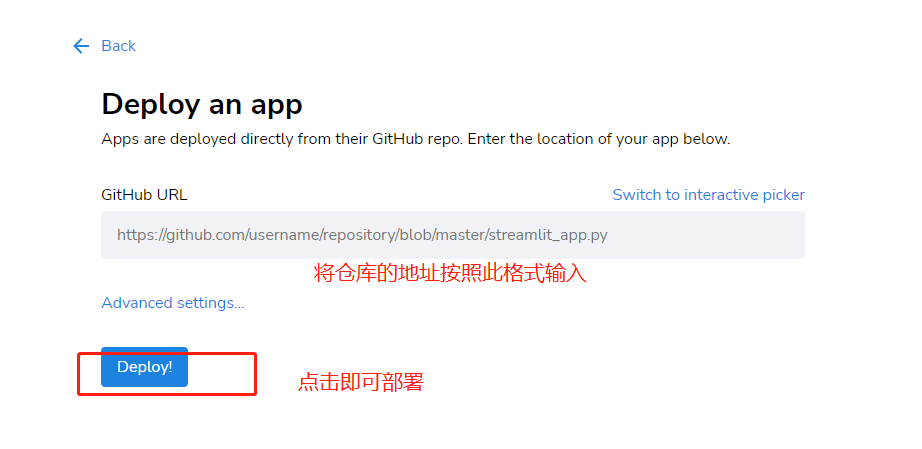 Back
Deploy an app
Apps are deployed directly from their GitHub repo. Enter the location of your app below.
GitHub URL
Switch to interactive picker
https://github.com/username/repository/blob/master/streamlit_app.py
将仓库的地址按照此格式输入
Advanced settings...
Deploy!
点击即可部署